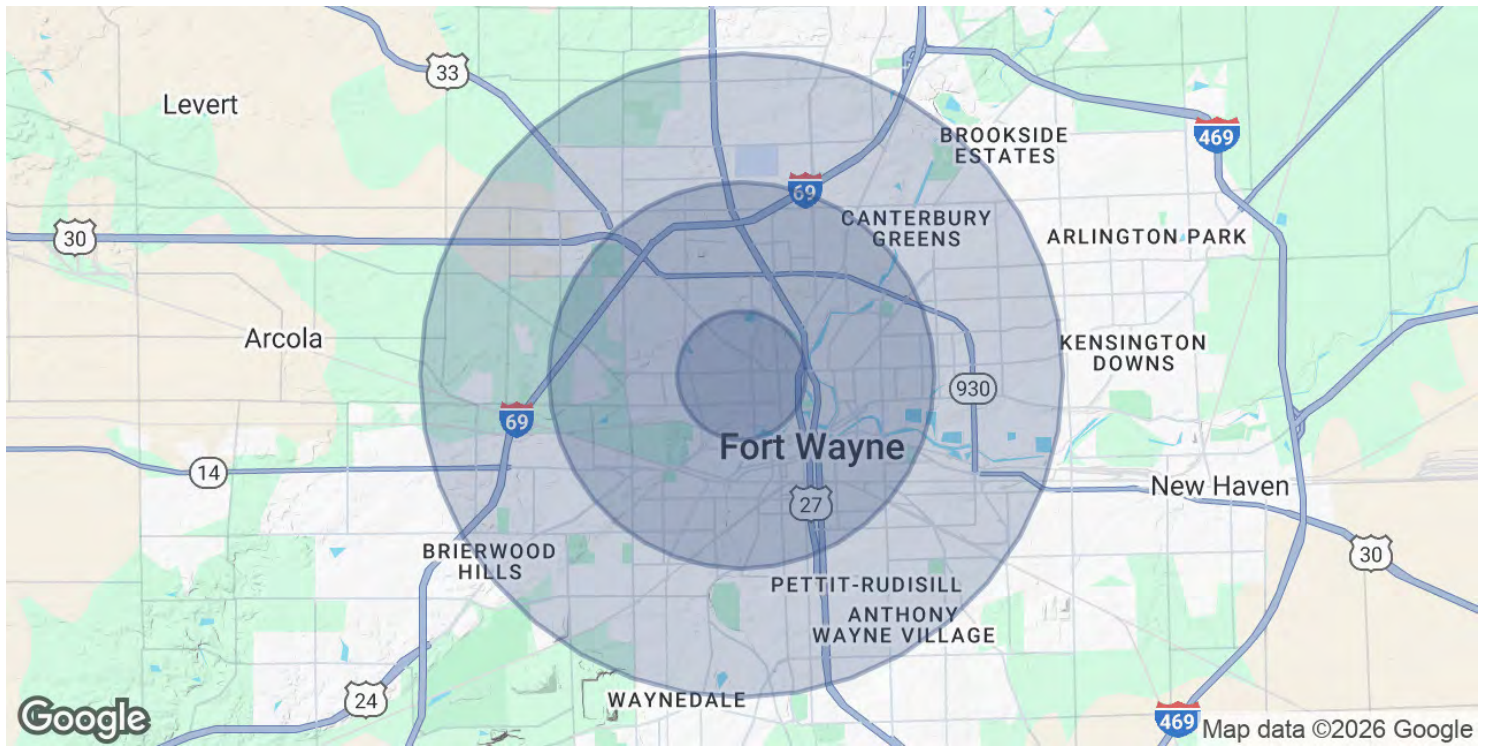 33
Levert
BROOKSIDE
ESTATES
469
69
CANTERBURY
GREENS
30
ARLINGTON PARK
Arcola
KENSINGTON
DOWNS
930
69
Fort Wayne
14
New Haven
27
BRIERWOOD
HILLS
30
PETTIT-RUDISILL
ANTHONY
WAYNE VILLAGE
24
WAYNEDALE
Google
469
Map data ©2026 Google